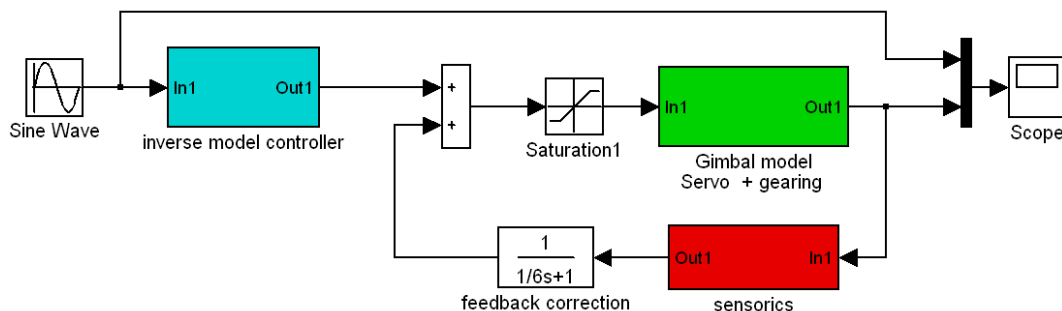 Sine Wave
In1
Out1
inverse model controller
+
+
Saturation1
In1
Out1
Gimbal model
Servo + gearing
Scope
1
1/6s+1
feedback correction
Out1
In1
sensorics